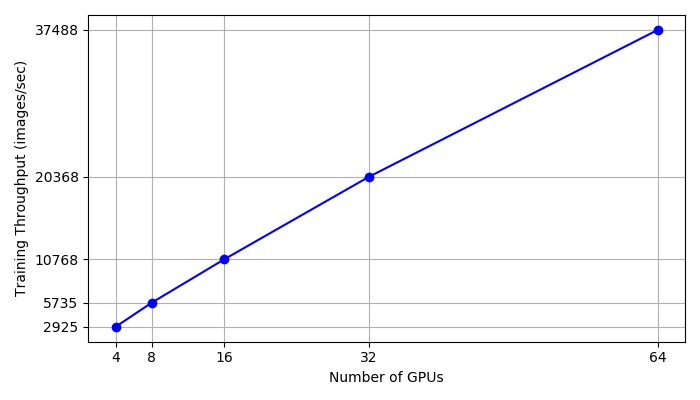 Training Throughput (images/sec)
37488
20368
10768
5735
2925
4 8 16 32 64
Number of GPUs